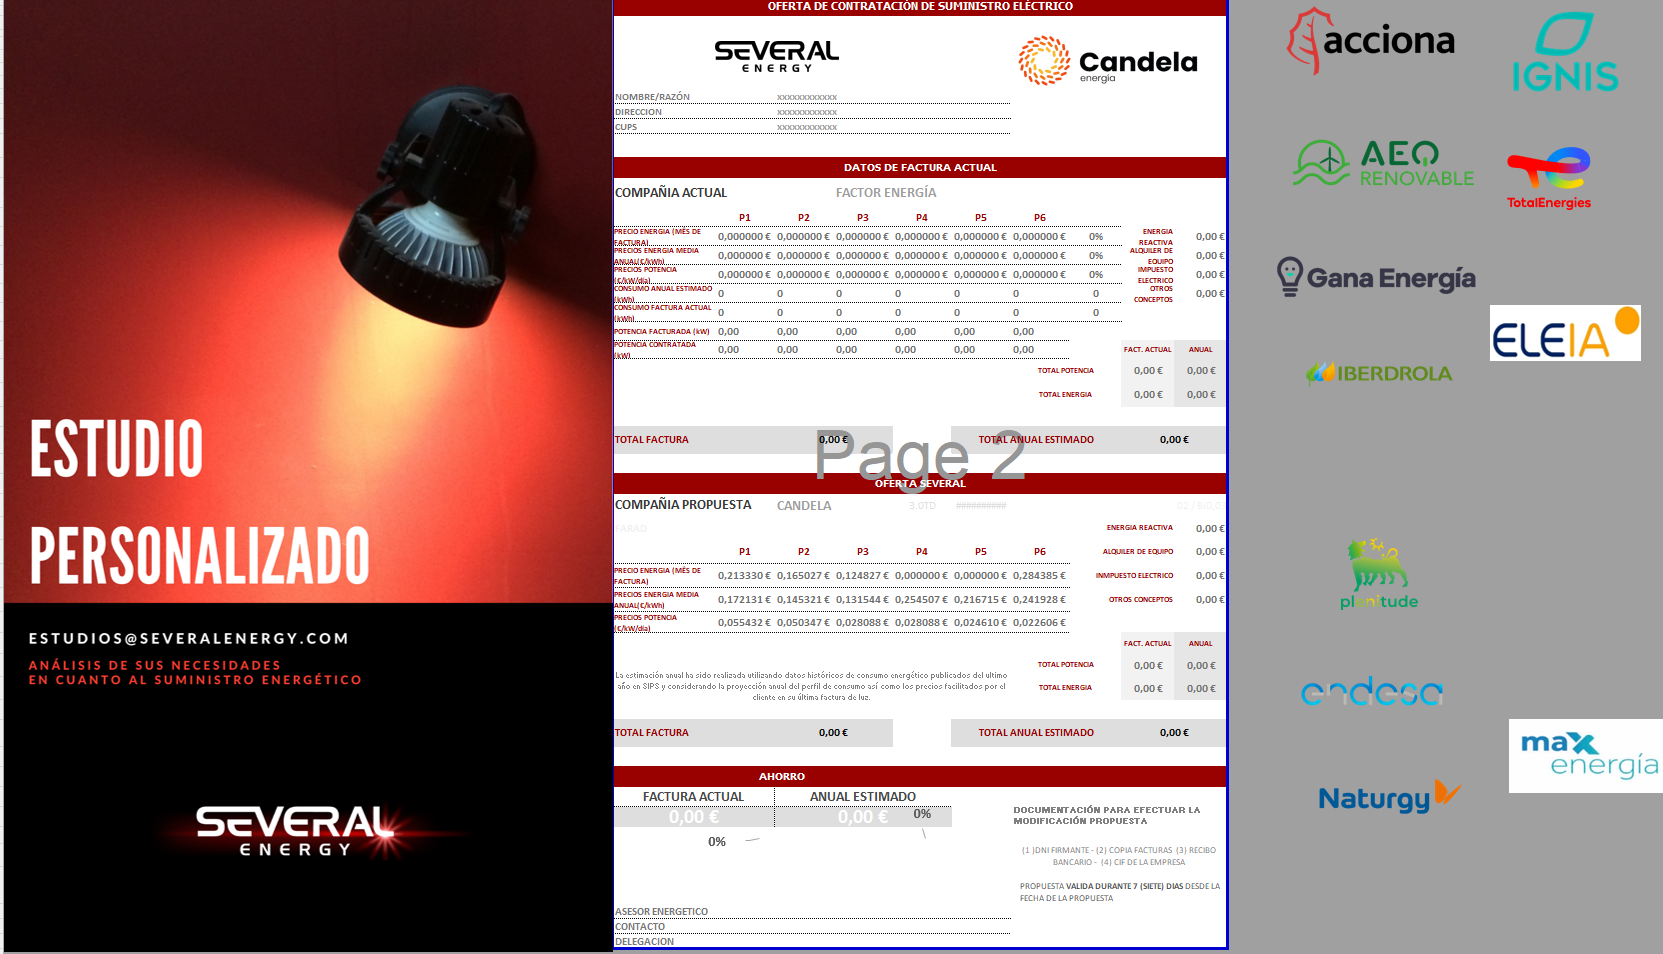 ESTUDIO
PERSONALIZADO
ESTUDIOS@SEVERALENERGY.COM
ANÁLISIS DE SUS NECESIDADES
EN CUANTO AL SUMINISTRO ENERGÉTICO
SEVERAL
ENERGY
OFERTA DE CONTRATACIÓN DE SUMINISTRO ELÉCTRICO
SEVERAL
ENERGY
Candela
energía
NOMBRE/RAZÓN xxxxxxxxxxxx
DIRECCION xxxxxxxxxxxx
CUPS xxxxxxxxxxxx
DATOS DE FACTURA ACTUAL
COMPAÑIA ACTUAL FACTOR ENERGÍA
P1 P2 P3 P4 P5 P6
PRECIO ENERGIA (MÉS DE FACTURA) 0,000000 € 0,000000 € 0,000000 € 0,000000 € 0,000000 € 0,000000 € 0% ENERGIA REACTIVA 0,00 €
PRECIOS ENERGIA MEDIA ANUAL(€/kWh) 0,000000 € 0,000000 € 0,000000 € 0,000000 € 0,000000 € 0,000000 € 0% ALQUILER DE EQUIPO 0,00 €
PRECIOS POTENCIA (€/kW/día) 0,000000 € 0,000000 € 0,000000 € 0,000000 € 0,000000 € 0,000000 € 0% IMPUESTO ELECTRICO 0,00 €
CONSUMO ANUAL ESTIMADO (kWh) 0 0 0 0 0 0 0 OTROS CONCEPTOS 0,00 €
CONSUMO FACTURA ACTUAL (kWh) 0 0 0 0 0 0 0
POTENCIA FACTURADA (kW) 0,00 0,00 0,00 0,00 0,00 0,00
POTENCIA CONTRATADA (kW) 0,00 0,00 0,00 0,00 0,00 0,00
FACT. ACTUAL ANUAL
TOTAL POTENCIA 0,00 € 0,00 €
TOTAL ENERGIA 0,00 € 0,00 €
TOTAL FACTURA 0,00 € TOTAL ANUAL ESTIMADO 0,00 €
Page 2
OFERTA SEVERAL
COMPAÑIA PROPUESTA CANDELA 3.0TD ##########
FARAD
ENERGIA REACTIVA 0,00 €
P1 P2 P3 P4 P5 P6 ALQUILER DE EQUIPO 0,00 €
PRECIO ENERGIA (MÉS DE FACTURA) 0,213330 € 0,165027 € 0,124827 € 0,000000 € 0,000000 € 0,284385 € INMPUESTO ELECTRICO 0,00 €
PRECIOS ENERGIA MEDIA ANUAL(€/kWh) 0,172131 € 0,145321 € 0,131544 € 0,254507 € 0,216715 € 0,241928 € OTROS CONCEPTOS 0,00 €
PRECIOS POTENCIA (€/kW/día) 0,055432 € 0,050347 € 0,028088 € 0,028088 € 0,024610 € 0,022606 €
FACT. ACTUAL ANUAL
TOTAL POTENCIA 0,00 € 0,00 €
TOTAL ENERGIA 0,00 € 0,00 €
La estimación anual ha sido realizada utilizando datos históricos de consumo energético publicados del ultimo
año en SIPS y considerando la proyección anual del perfil de consumo así como los precios facilitados por el
cliente en su última factura de luz.
TOTAL FACTURA 0,00 € TOTAL ANUAL ESTIMADO 0,00 €
AHORRO
FACTURA ACTUAL ANUAL ESTIMADO
0,00 € 0,00 € 0%
0%
DOCUMENTACIÓN PARA EFECTUAR LA
MODIFICACIÓN PROPUESTA
(1 )DNI FIRMANTE - (2) COPIA FACTURAS (3) RECIBO
BANCARIO - (4) CIF DE LA EMPRESA
PROPUESTA VALIDA DURANTE 7 (SIETE) DIAS DESDE LA
FECHA DE LA PROPUESTA
ASESOR ENERGETICO
CONTACTO
DELEGACION
acciona
IGNIS
AEQ
RENOVABLE
TotalEnergies
Gana Energía
ELEIA
IBERDROLA
plenitude
endesa
max
energía
Naturgy